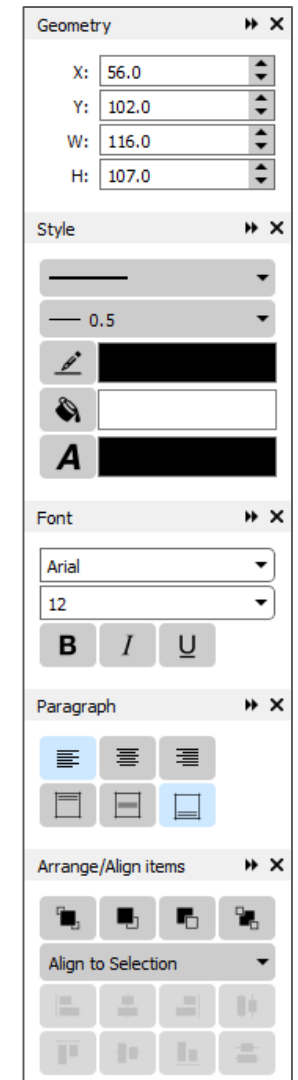 Geometry
X: 56.0
Y: 102.0
W: 116.0
H: 107.0
Style
0.5
A
Font
Arial
12
B I U
Paragraph
Arrange/Align items
Align to Selection